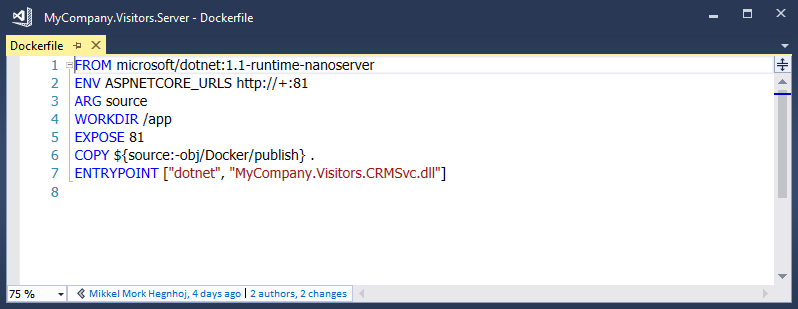 MyCompany.Visitors.Server - Dockerfile
Dockerfile
1 FROM microsoft/dotnet:1.1-runtime-nanoserver
2 ENV ASPNETCORE_URLS http://+:81
3 ARG source
4 WORKDIR /app
5 EXPOSE 81
6 COPY ${source:-obj/Docker/publish} .
7 ENTRYPOINT ["dotnet", "MyCompany.Visitors.CRMSvc.dll"]
8
75 % Mikkel Mork Hegnhoj, 4 days ago | 2 authors, 2 changes